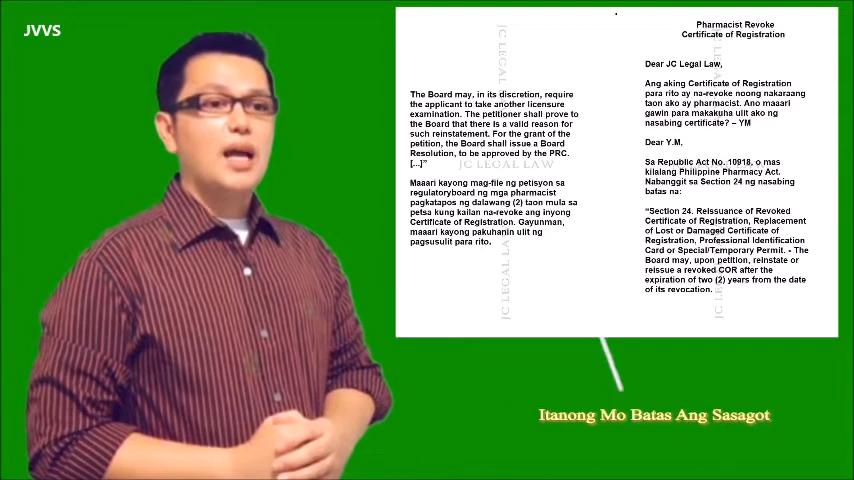 JVVS
Pharmacist Revoke
Certificate of Registration
Dear JC Legal Law,
Ang aking Certificate of Registration
para rito ay na-revoke noong nakaraang
taon ako ay pharmacist. Ano maaari
gawin para makakuha ulit ako ng
nasabing certificate? – YM
Dear Y.M,
Sa Republic Act No. 10918, o mas
kilalang Philippine Pharmacy Act.
Nabanggit sa Section 24 ng nasabing
batas na:
“Section 24. Reissuance of Revoked
Certificate of Registration, Replacement
of Lost or Damaged Certificate of
Registration, Professional Identification
Card or Special/Temporary Permit. - The
Board may, upon petition, reinstate or
reissue a revoked COR after the
expiration of two (2) years from the date
of its revocation.
The Board may, in its discretion, require
the applicant to take another licensure
examination. The petitioner shall prove to
the Board that there is a valid reason for
such reinstatement. For the grant of the
petition, the Board shall issue a Board
Resolution, to be approved by the PRC.
[...]”
Maaari kayong mag-file ng petisyon sa
regulatoryboard ng mga pharmacist
pagkatapos ng dalawang (2) taon mula sa
petsa kung kailan na-revoke ang inyong
Certificate of Registration. Gayunman,
maaari kayong pakuhanin ulit ng
pagsusulit para rito.
JC LEGAL
JC LEGAL LAW
JC LEGAL LA
JC LEGAL
Itanong Mo Batas Ang Sasagot